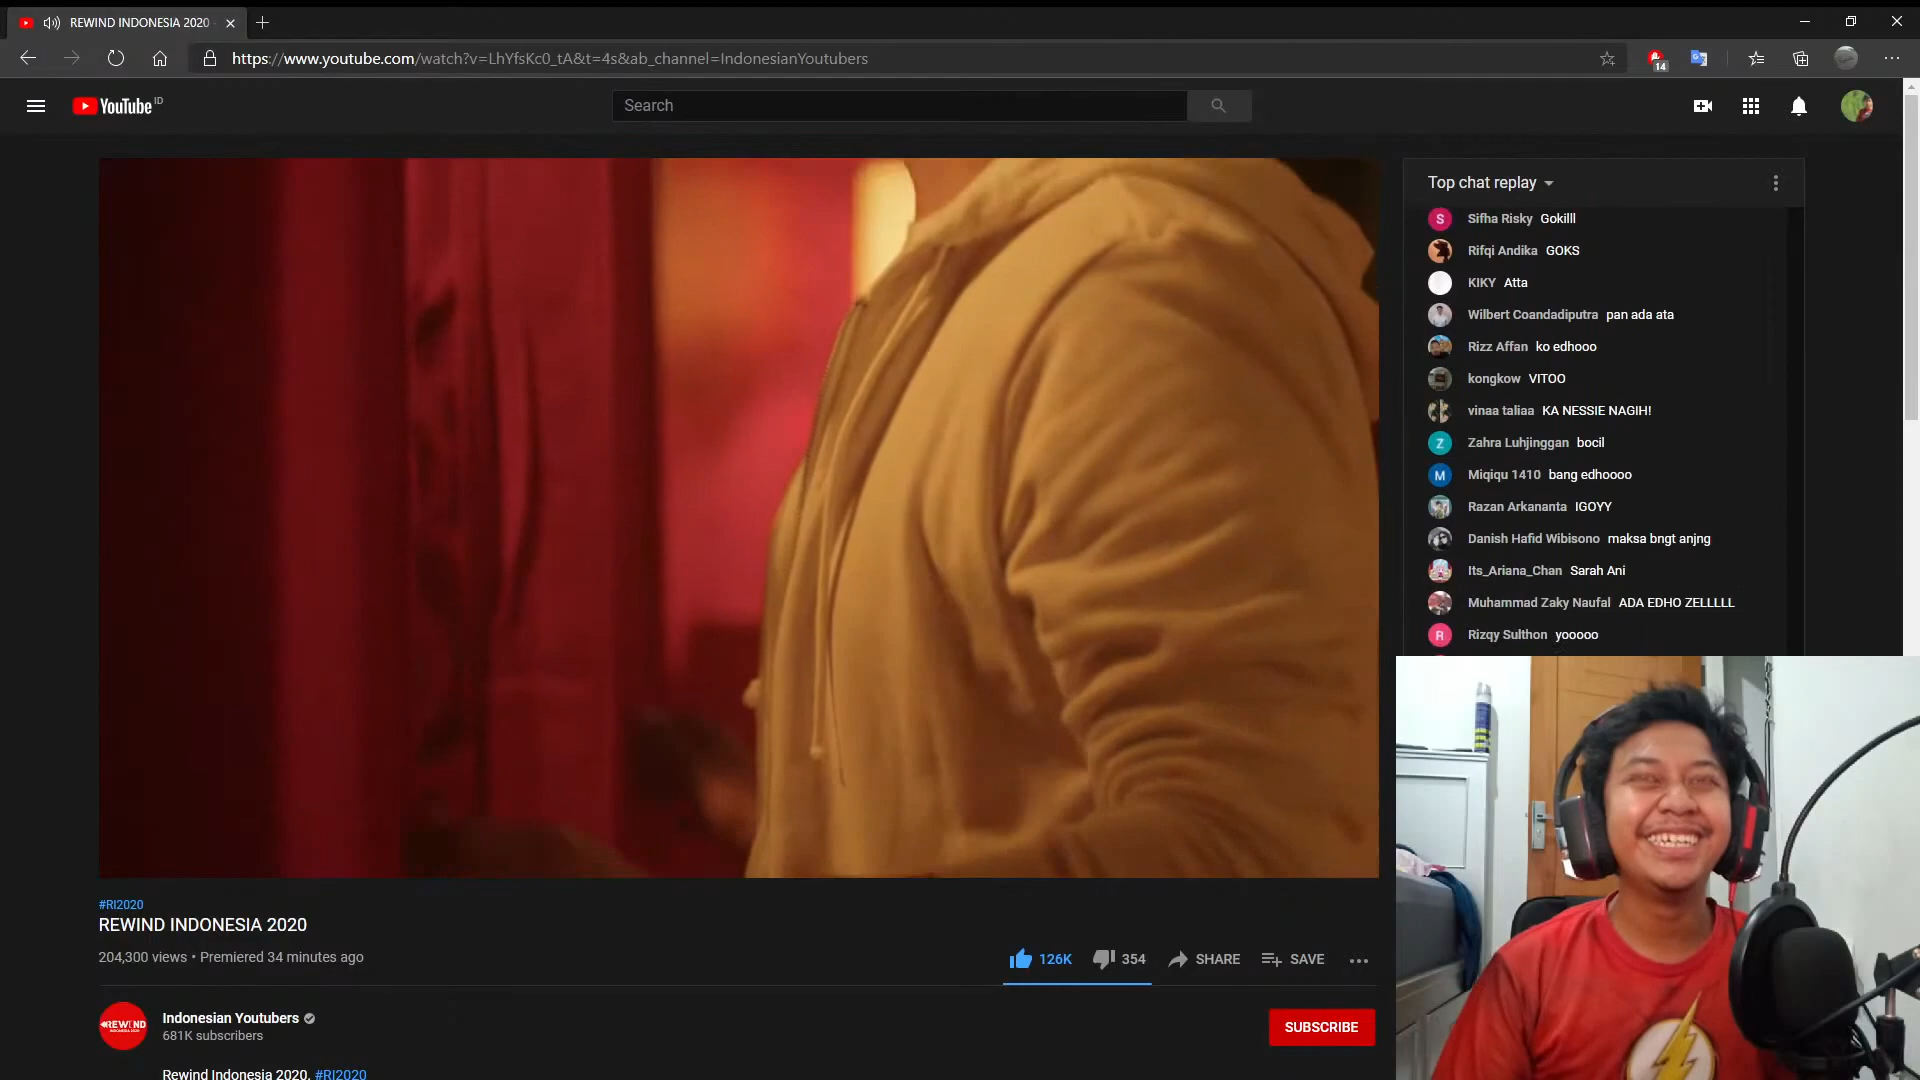 REWIND INDONESIA 2020
https://www.youtube.com/watch?v=LhYfsKc0_tA&t=4s&ab_channel=IndonesianYoutubers
14
YouTube ID
Search
Top chat replay
S Sifha Risky Gokilll
Rifqi Andika GOKS
KIKY Atta
Wilbert Coandadiputra pan ada ata
Rizz Affan ko edhooo
kongkow VITOO
vinaa taliaa KA NESSIE NAGIH!
Z Zahra Luhjinggan bocil
M Miqiqu 1410 bang edhoooo
Razan Arkananta IGOYY
Danish Hafid Wibisono maksa bngt anjng
Its_Ariana_Chan Sarah Ani
Muhammad Zaky Naufal ADA EDHO ZELLLLL
R Rizqy Sulthon yooooo
#RI2020
REWIND INDONESIA 2020
204,300 views • Premiered 34 minutes ago
126K 354 SHARE SAVE
REWIND
Indonesian Youtubers
681K subscribers
SUBSCRIBE
Rewind Indonesia 2020. #RI2020